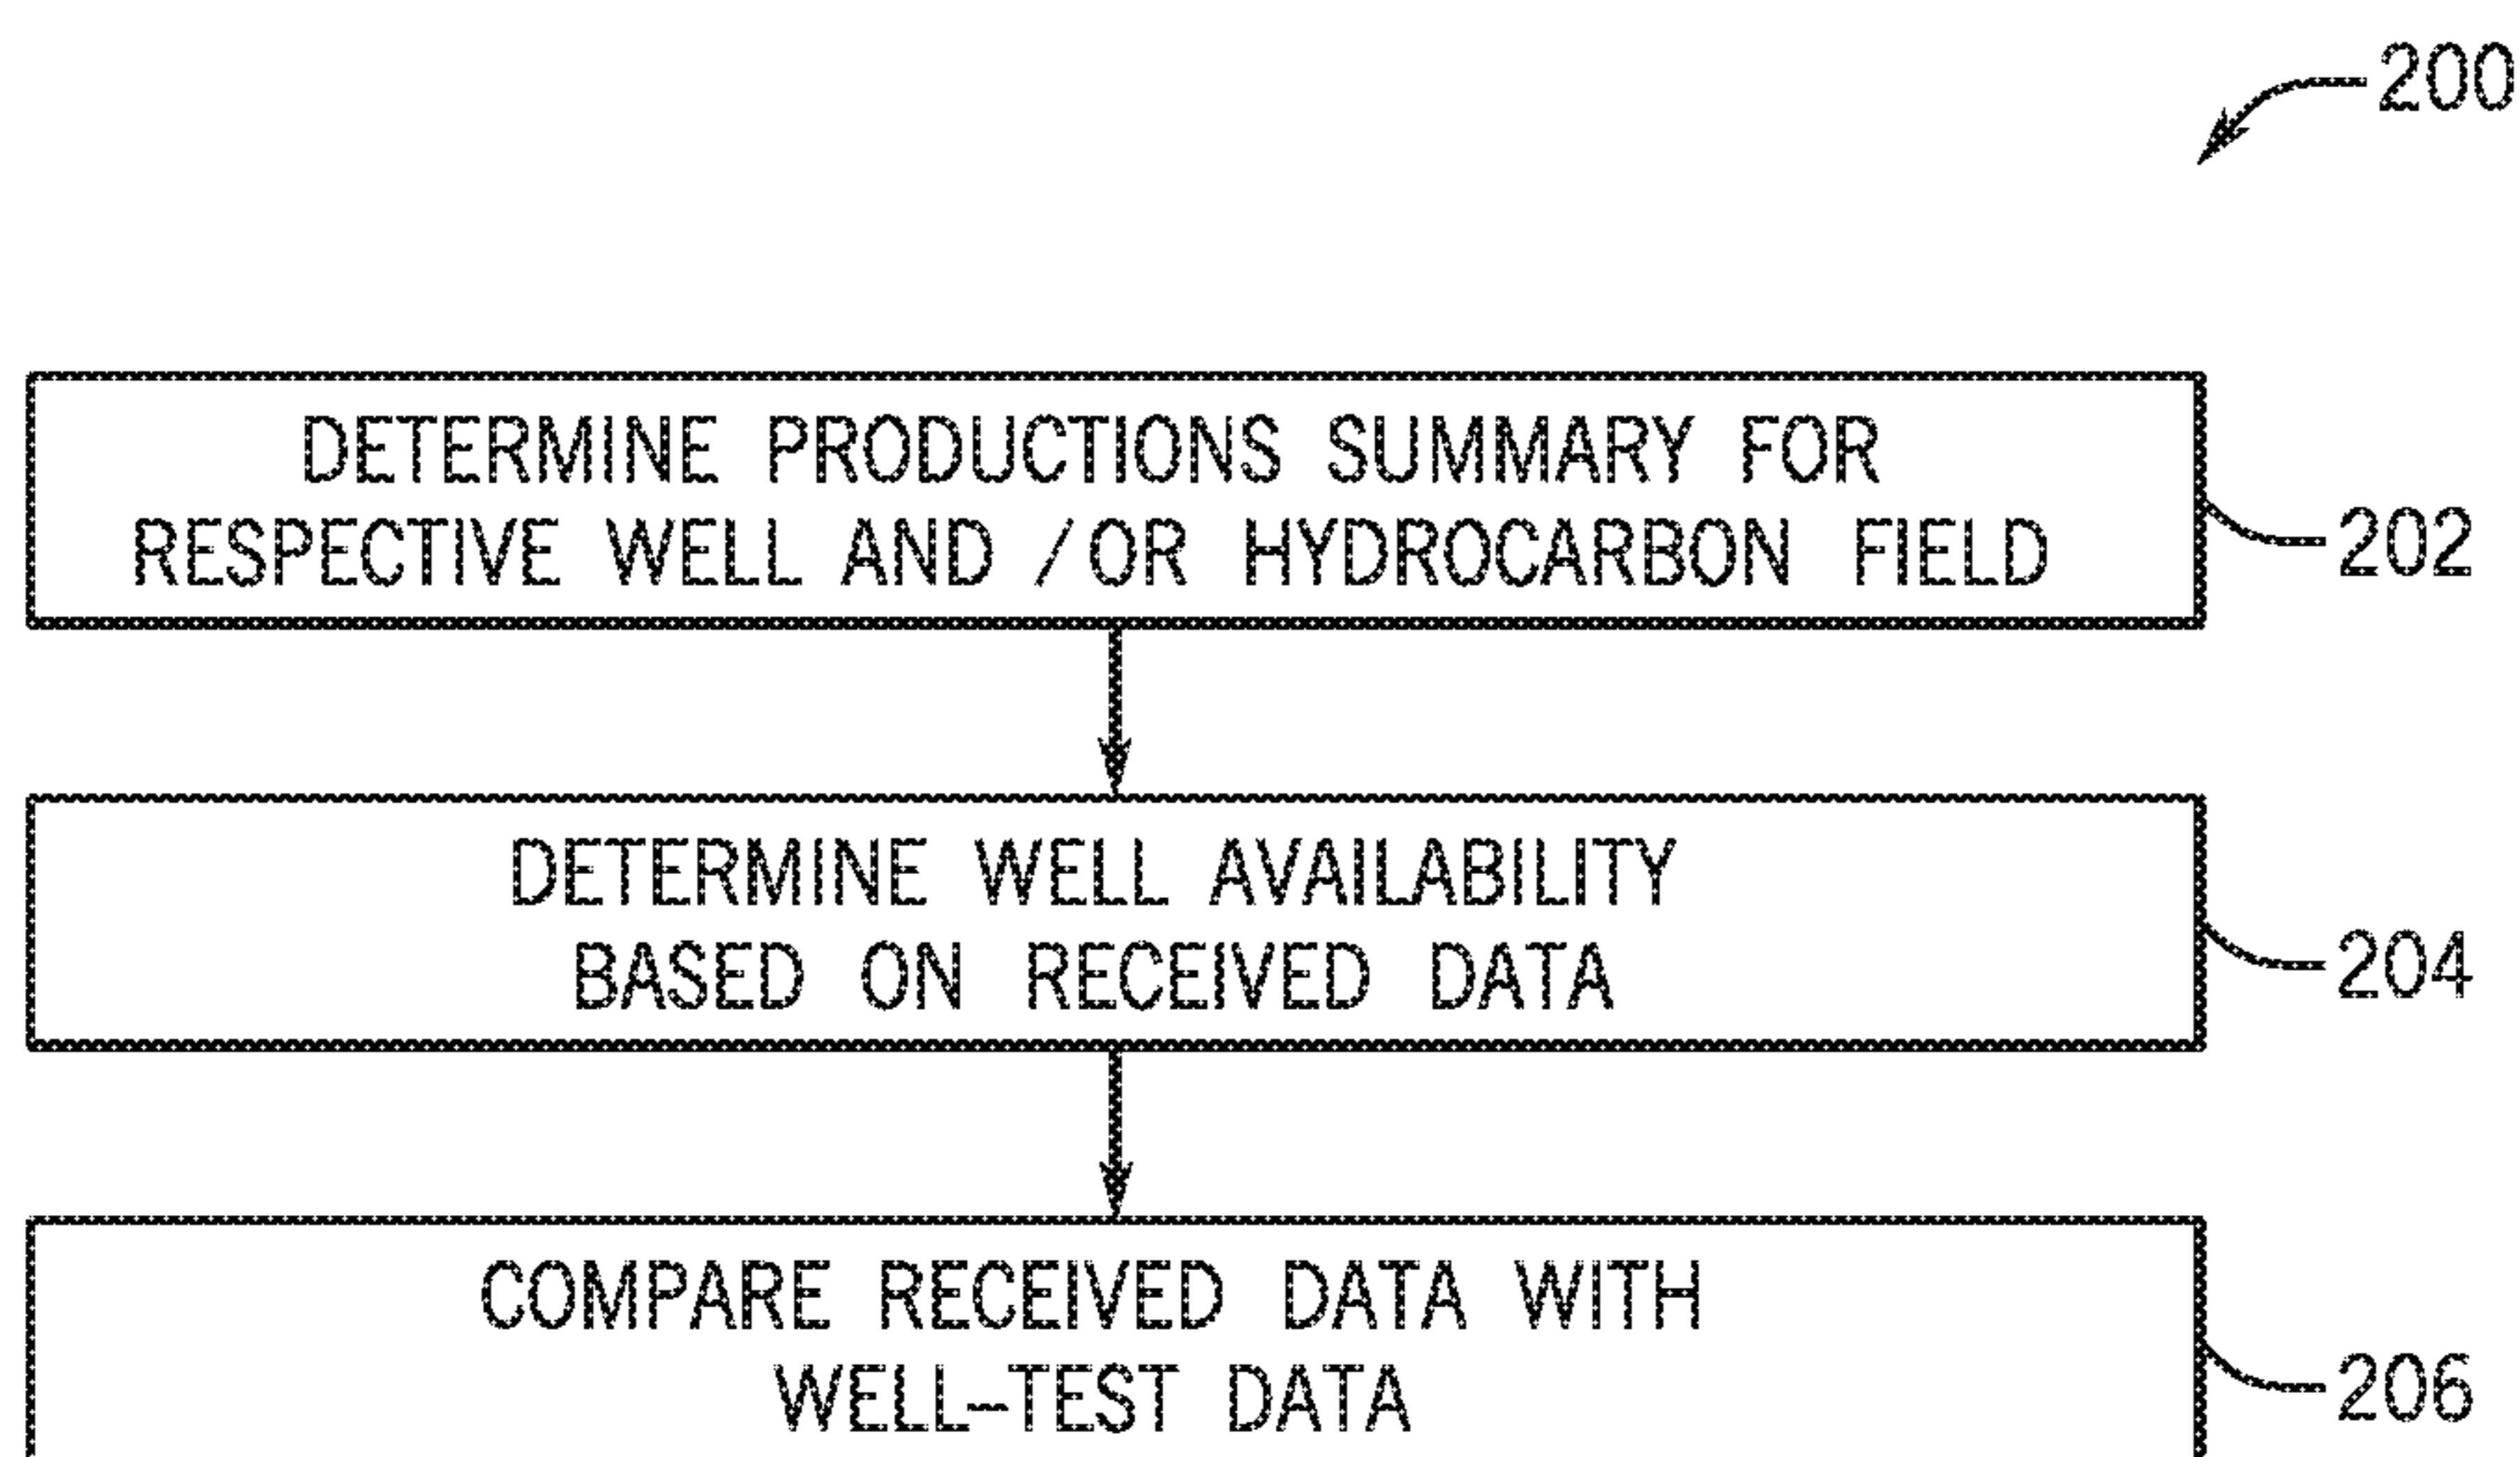 200
DETERMINE PRODUCTIONS SUMMARY FOR
RESPECTIVE WELL AND /OR HYDROCARBON FIELD
202
DETERMINE WELL AVAILABILITY
BASED ON RECEIVED DATA
204
COMPARE RECEIVED DATA WITH
WELL-TEST DATA
206